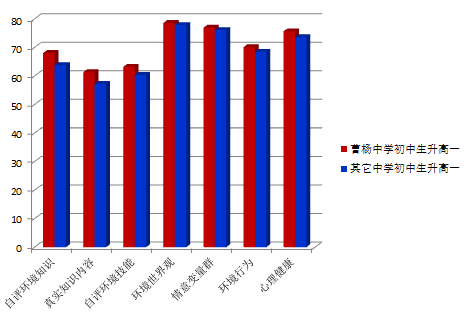 80
70
60
50
40
30
20
10
0
自评环境知识
真实知识内容
自评环境技能
环境世界观
情意变量群
环境行为
心理健康
曹杨中学初中生升高一
其它中学初中生升高一